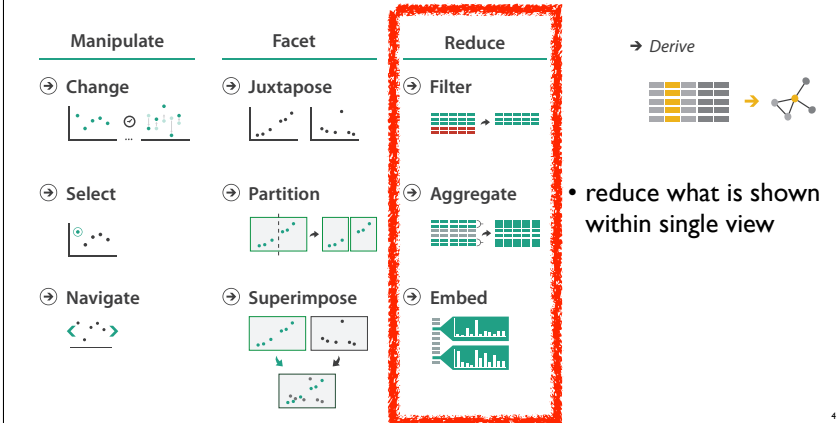 Manipulate
Change
...
Select
Navigate
Facet
Juxtapose
Partition
Superimpose
Reduce
Filter
Aggregate
Embed
➔ Derive
• reduce what is shown
within single view
4